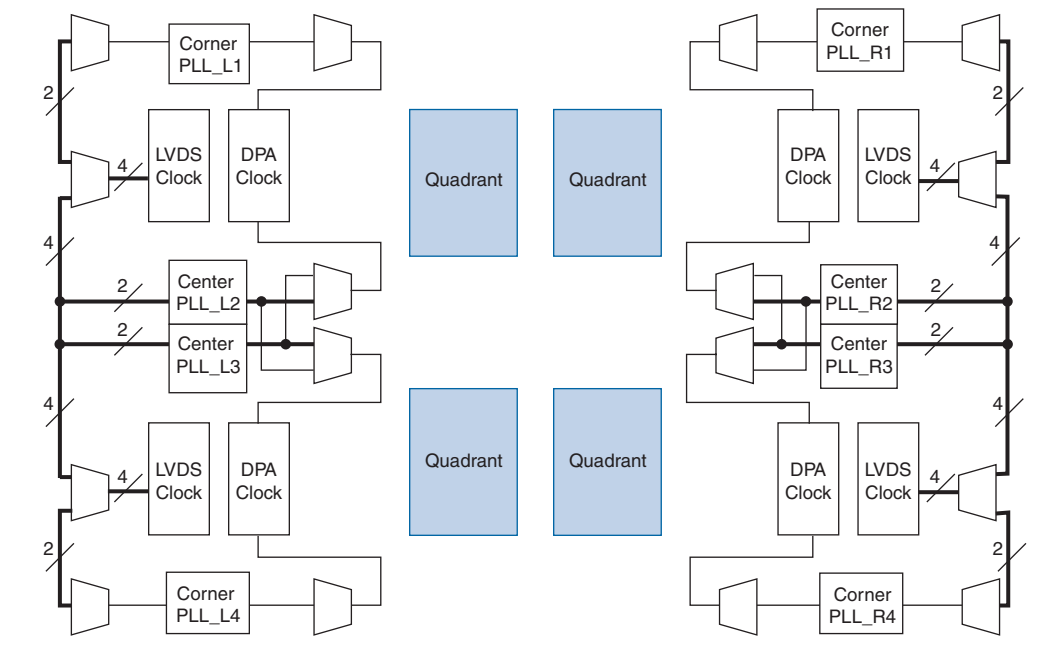 Corner
PLL_L1
Corner
PLL_R1
2
2
4
LVDS
Clock
DPA
Clock
Quadrant
Quadrant
DPA
Clock
LVDS
Clock
4
4
4
2
Center
PLL_L2
Center
PLL_R2
2
2
Center
PLL_L3
Center
PLL_R3
2
4
4
4
LVDS
Clock
DPA
Clock
Quadrant
Quadrant
DPA
Clock
LVDS
Clock
4
2
2
Corner
PLL_L4
Corner
PLL_R4